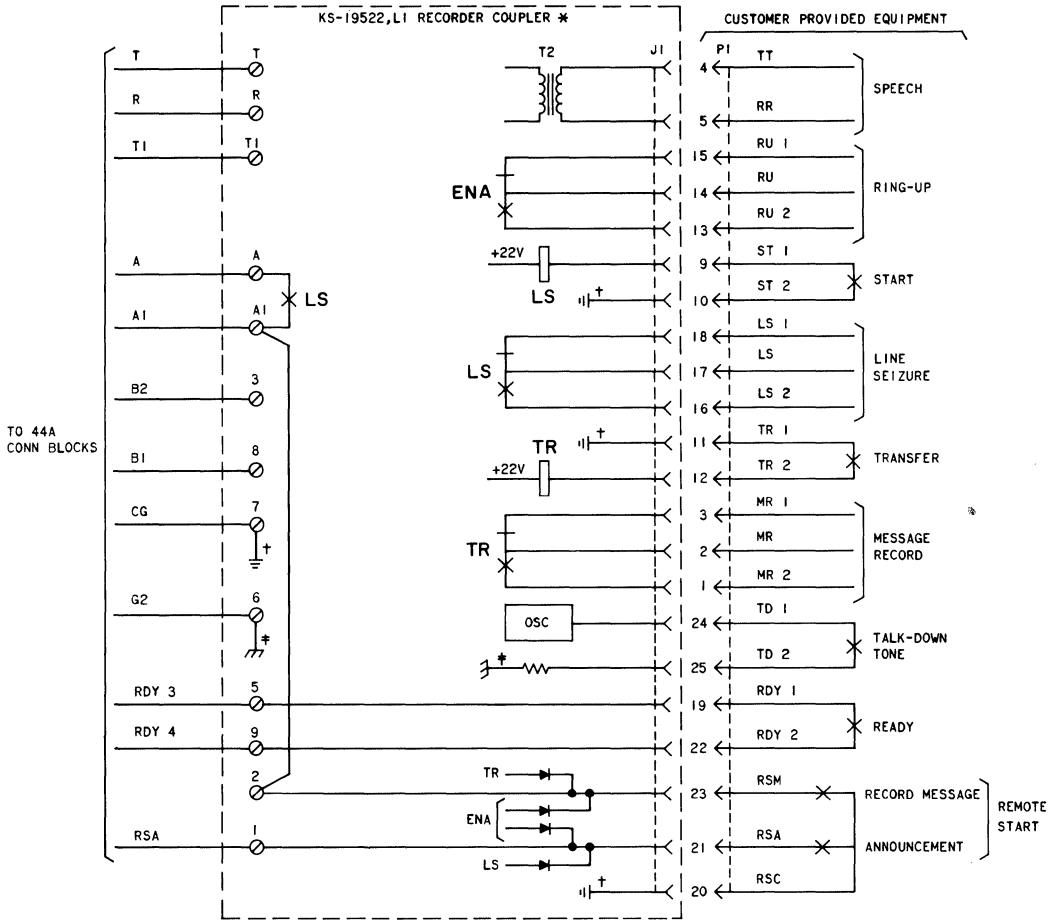 KS-19522,L1 RECORDER COUPLER *
CUSTOMER PROVIDED EQUIPMENT
T T T2 J1 P1
4 TT
SPEECH
R R
5 RR
T1 T1
15 RU 1
ENA 14 RU RING-UP
13 RU 2
A A +22V LS 9 ST 1
LS START
† 10 ST 2
A1 A1
18 LS 1
LS 17 LS LINE
SEIZURE
16 LS 2
B2 3
† 11 TR 1
TO 44A
CONN BLOCKS
TR TRANSFER
B1 8 +22V 12 TR 2
CG 7 † 3 MR 1
TR 2 MR MESSAGE
RECORD
1 MR 2
G2 6 ‡ OSC 24 TD 1
TALK-DOWN
TONE
‡ 25 TD 2
RDY 3 5 19 RDY 1
READY
RDY 4 9 22 RDY 2
2 TR 23 RSM RECORD MESSAGE
ENA REMOTE
START
RSA 1 21 RSA ANNOUNCEMENT
LS
† 20 RSC